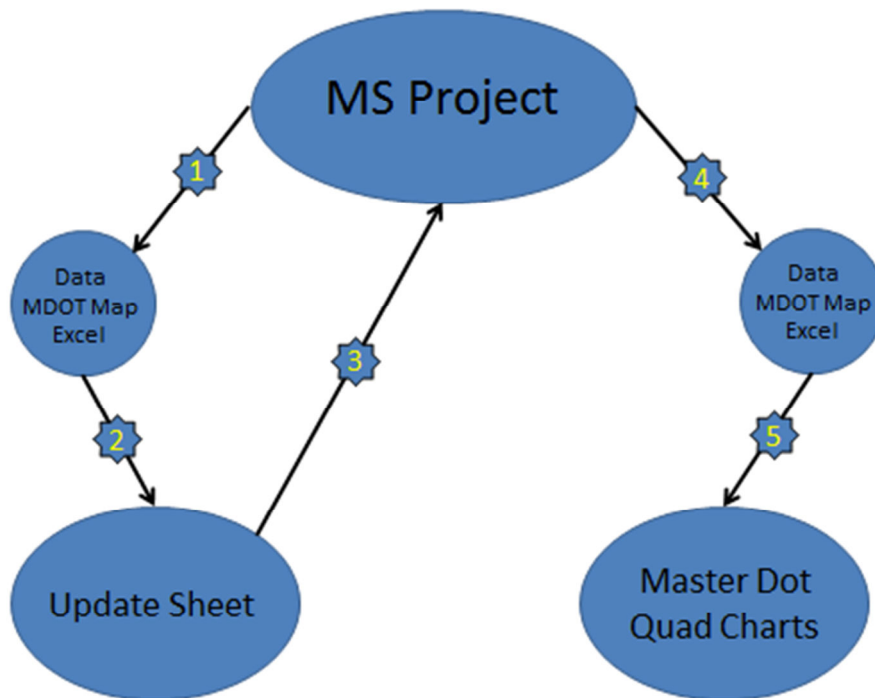 MS Project
1
4
Data
MDOT Map
Excel
Data
MDOT Map
Excel
3
2
5
Update Sheet
Master Dot
Quad Charts